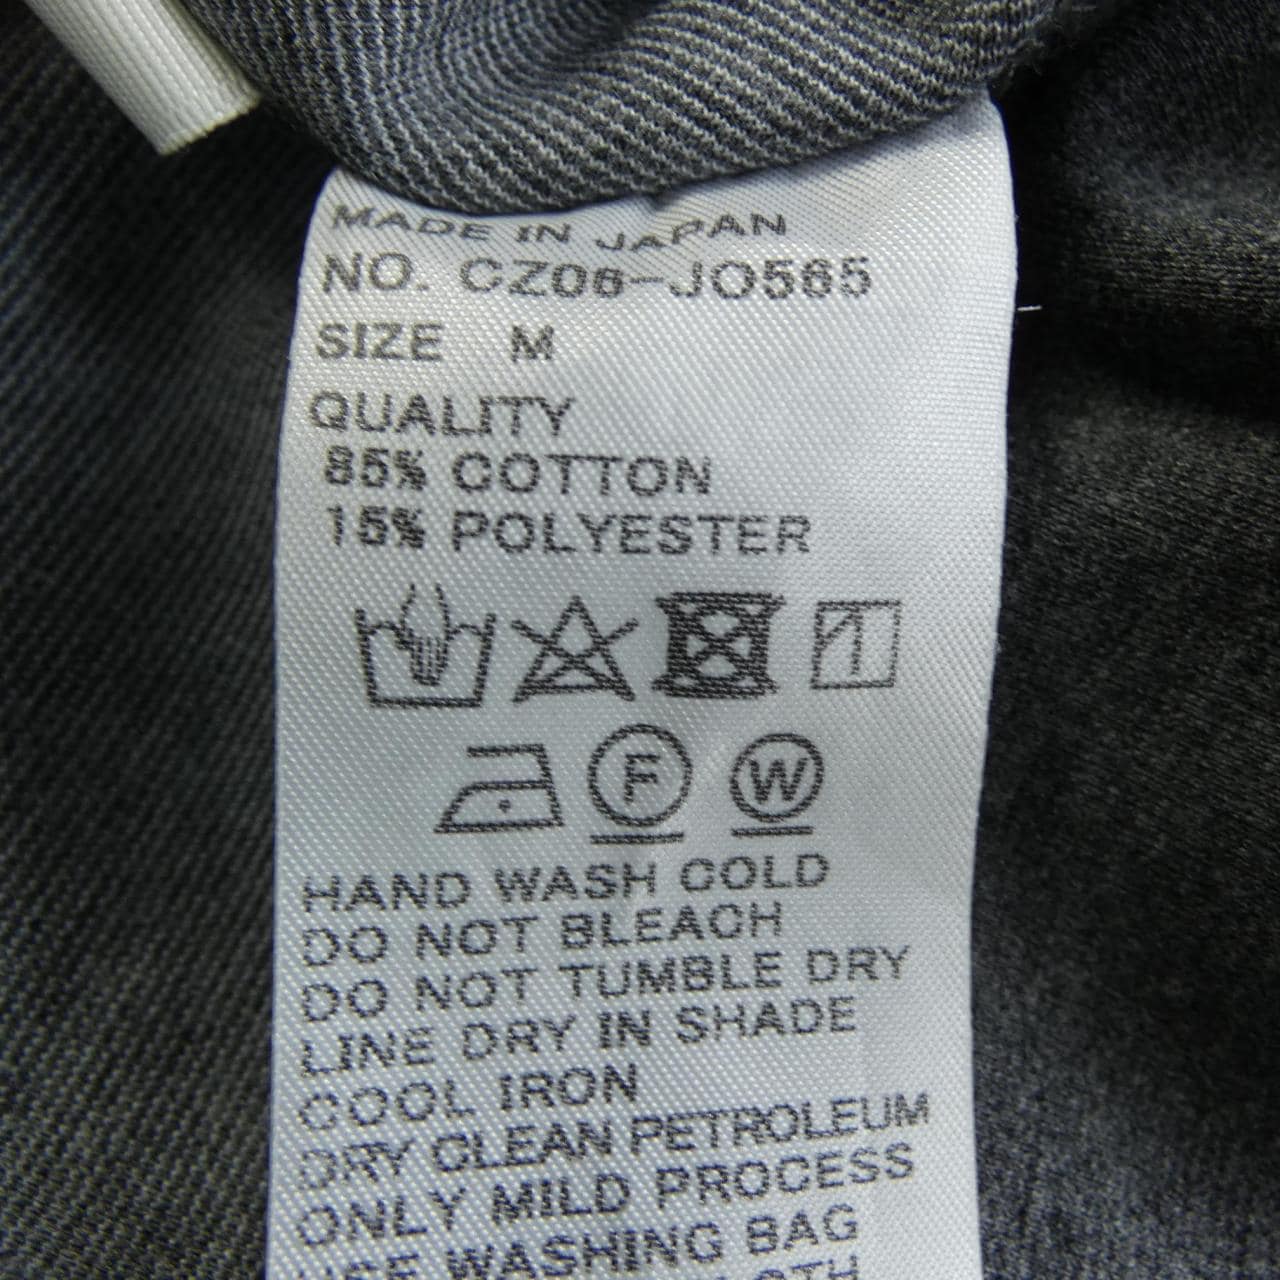 MADE IN JAPAN
NO. CZ06-JO565
SIZE M
QUALITY
85% COTTON
15% POLYESTER
F W
HAND WASH COLD
DO NOT BLEACH
DO NOT TUMBLE DRY
LINE DRY IN SHADE
COOL IRON
DRY CLEAN PETROLEUM
ONLY MILD PROCESS
USE WASHING BAG